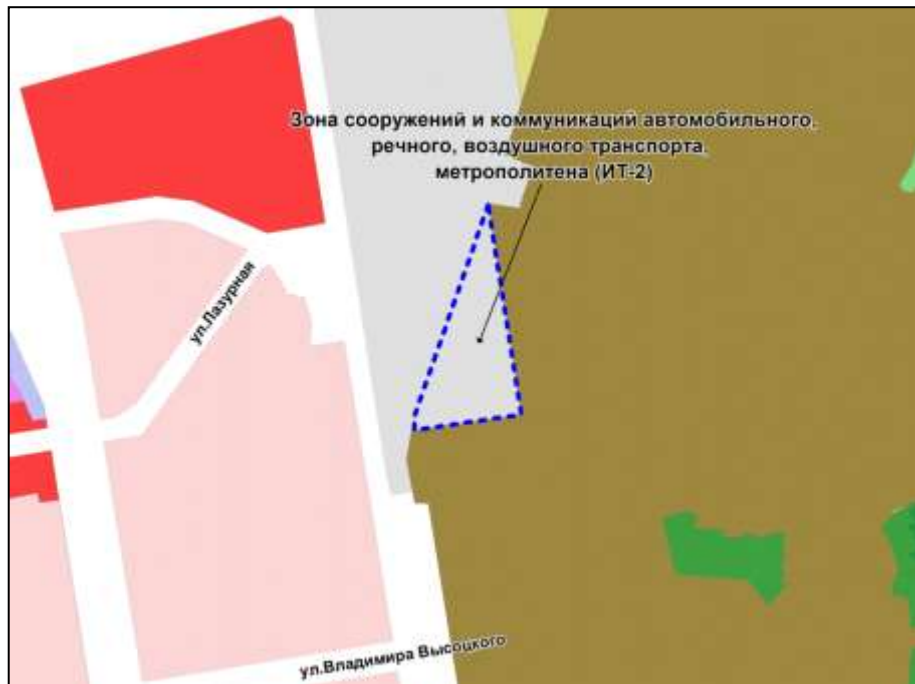 Зона сооружений и коммуникаций автомобильного,
речного, воздушного транспорта,
метрополитена (ИТ-2)
ул.Лазурная
ул.Владимира Высоцкого